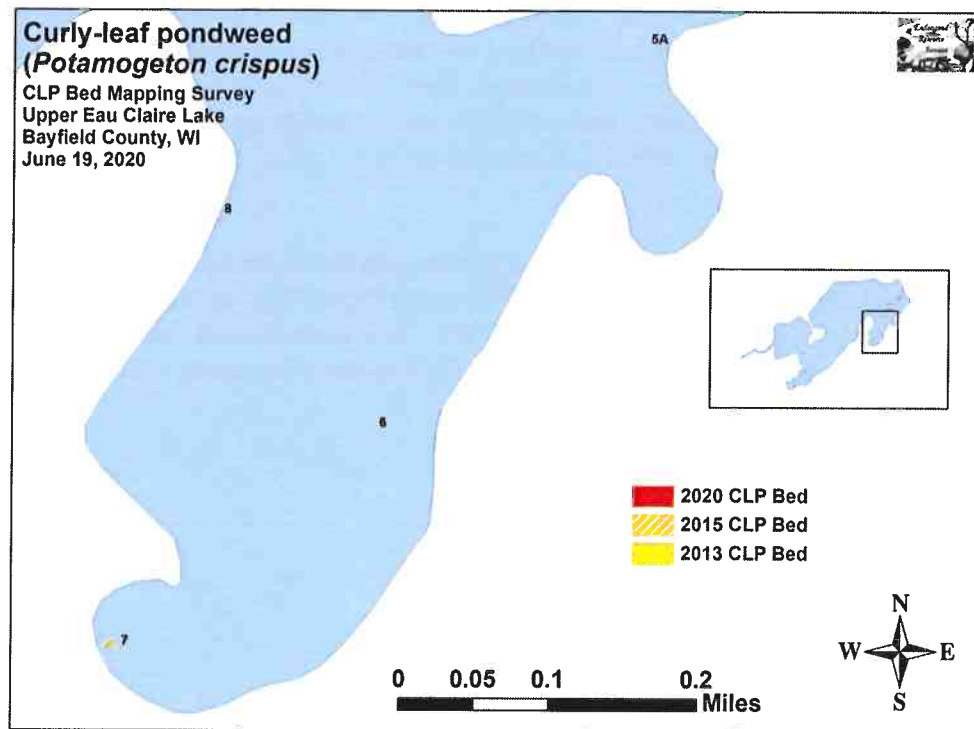 Curly-leaf pondweed
(Potamogeton crispus)
CLP Bed Mapping Survey
Upper Eau Claire Lake
Bayfield County, WI
June 19, 2020
5A
8
6
7
2020 CLP Bed
2015 CLP Bed
2013 CLP Bed
N
W E
S
0 0.05 0.1 0.2
Miles
Endangered
Resource